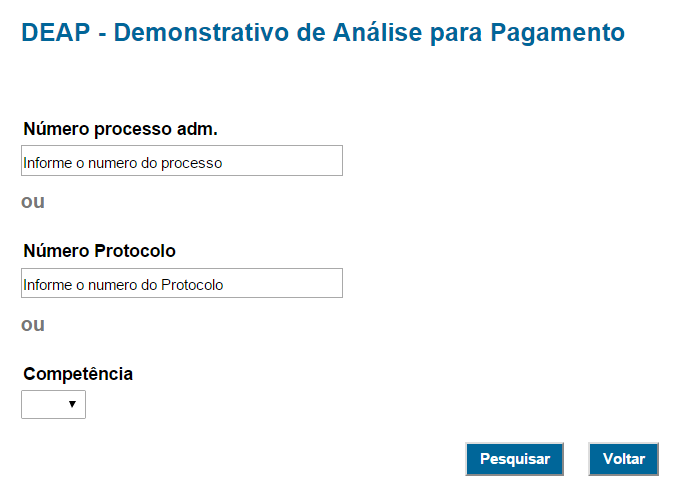 DEAP - Demonstrativo de Análise para Pagamento
Número processo adm.
Informe o numero do processo
ou
Número Protocolo
Informe o numero do Protocolo
ou
Competência
Pesquisar Voltar